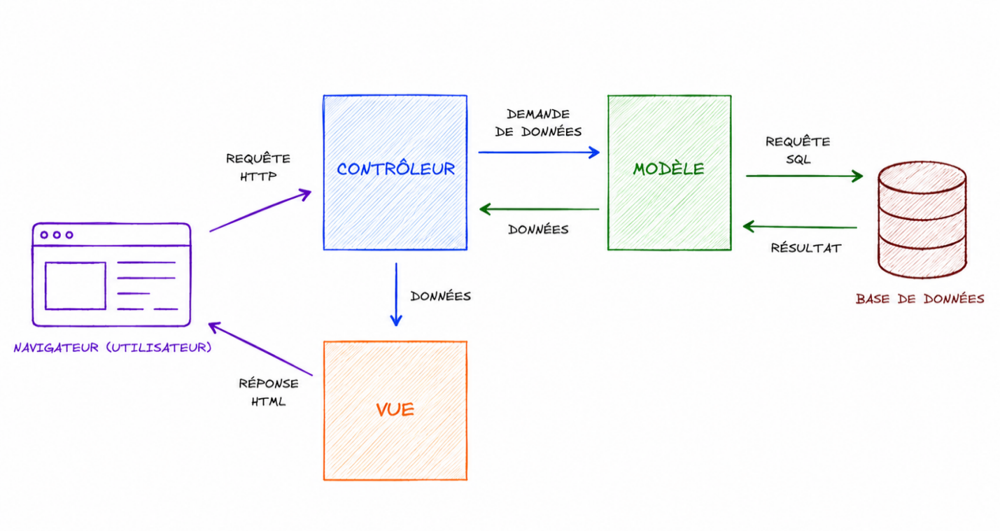 DEMANDE
DE DONNÉES
REQUÊTE
SQL
REQUÊTE
HTTP
CONTRÔLEUR
MODÈLE
DONNÉES
RÉSULTAT
BASE DE DONNÉES
DONNÉES
NAVIGATEUR (UTILISATEUR)
RÉPONSE
HTML
VUE